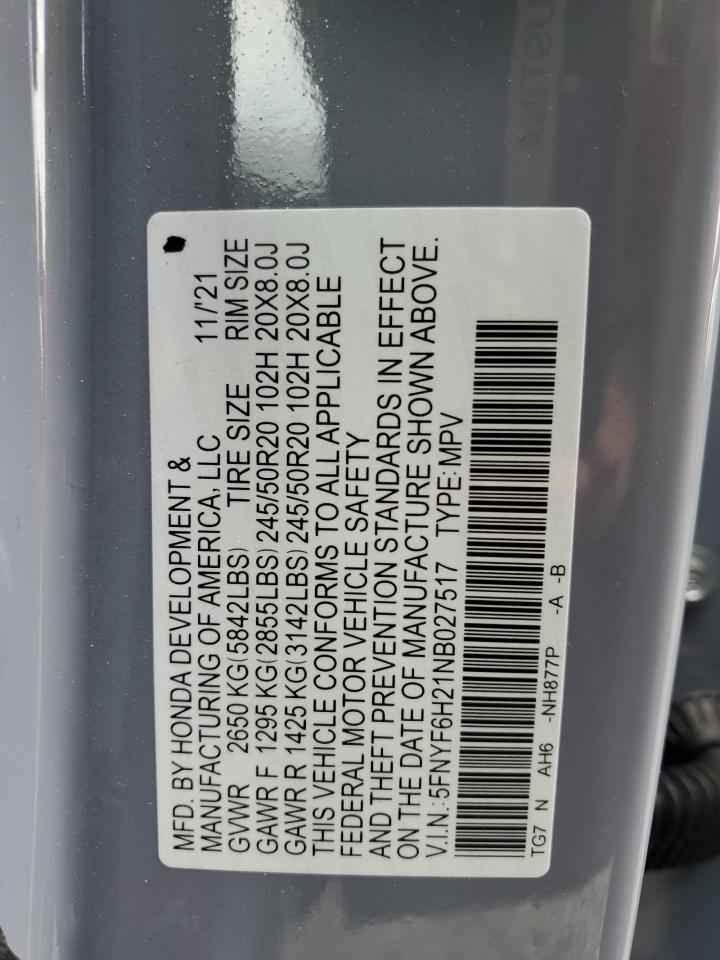 MFD. BY HONDA DEVELOPMENT &
MANUFACTURING OF AMERICA, LLC 11/'21
GVWR 2650 KG(5842LBS) TIRE SIZE RIM SIZE
GAWR F 1295 KG(2855LBS) 245/50R20 102H 20X8.0J
GAWR R 1425 KG(3142LBS) 245/50R20 102H 20X8.0J
THIS VEHICLE CONFORMS TO ALL APPLICABLE
FEDERAL MOTOR VEHICLE SAFETY
AND THEFT PREVENTION STANDARDS IN EFFECT
ON THE DATE OF MANUFACTURE SHOWN ABOVE.
V.I.N.:5FNYF6H21NB027517 TYPE:MPV
TG7 N AH6 -NH877P -A -B